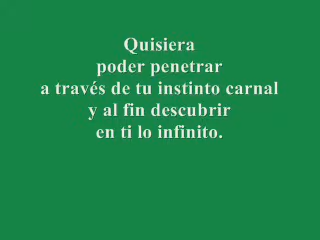 Quisiera
poder penetrar
a través de tu instinto carnal
y al fin descubrir
en ti lo infinito.